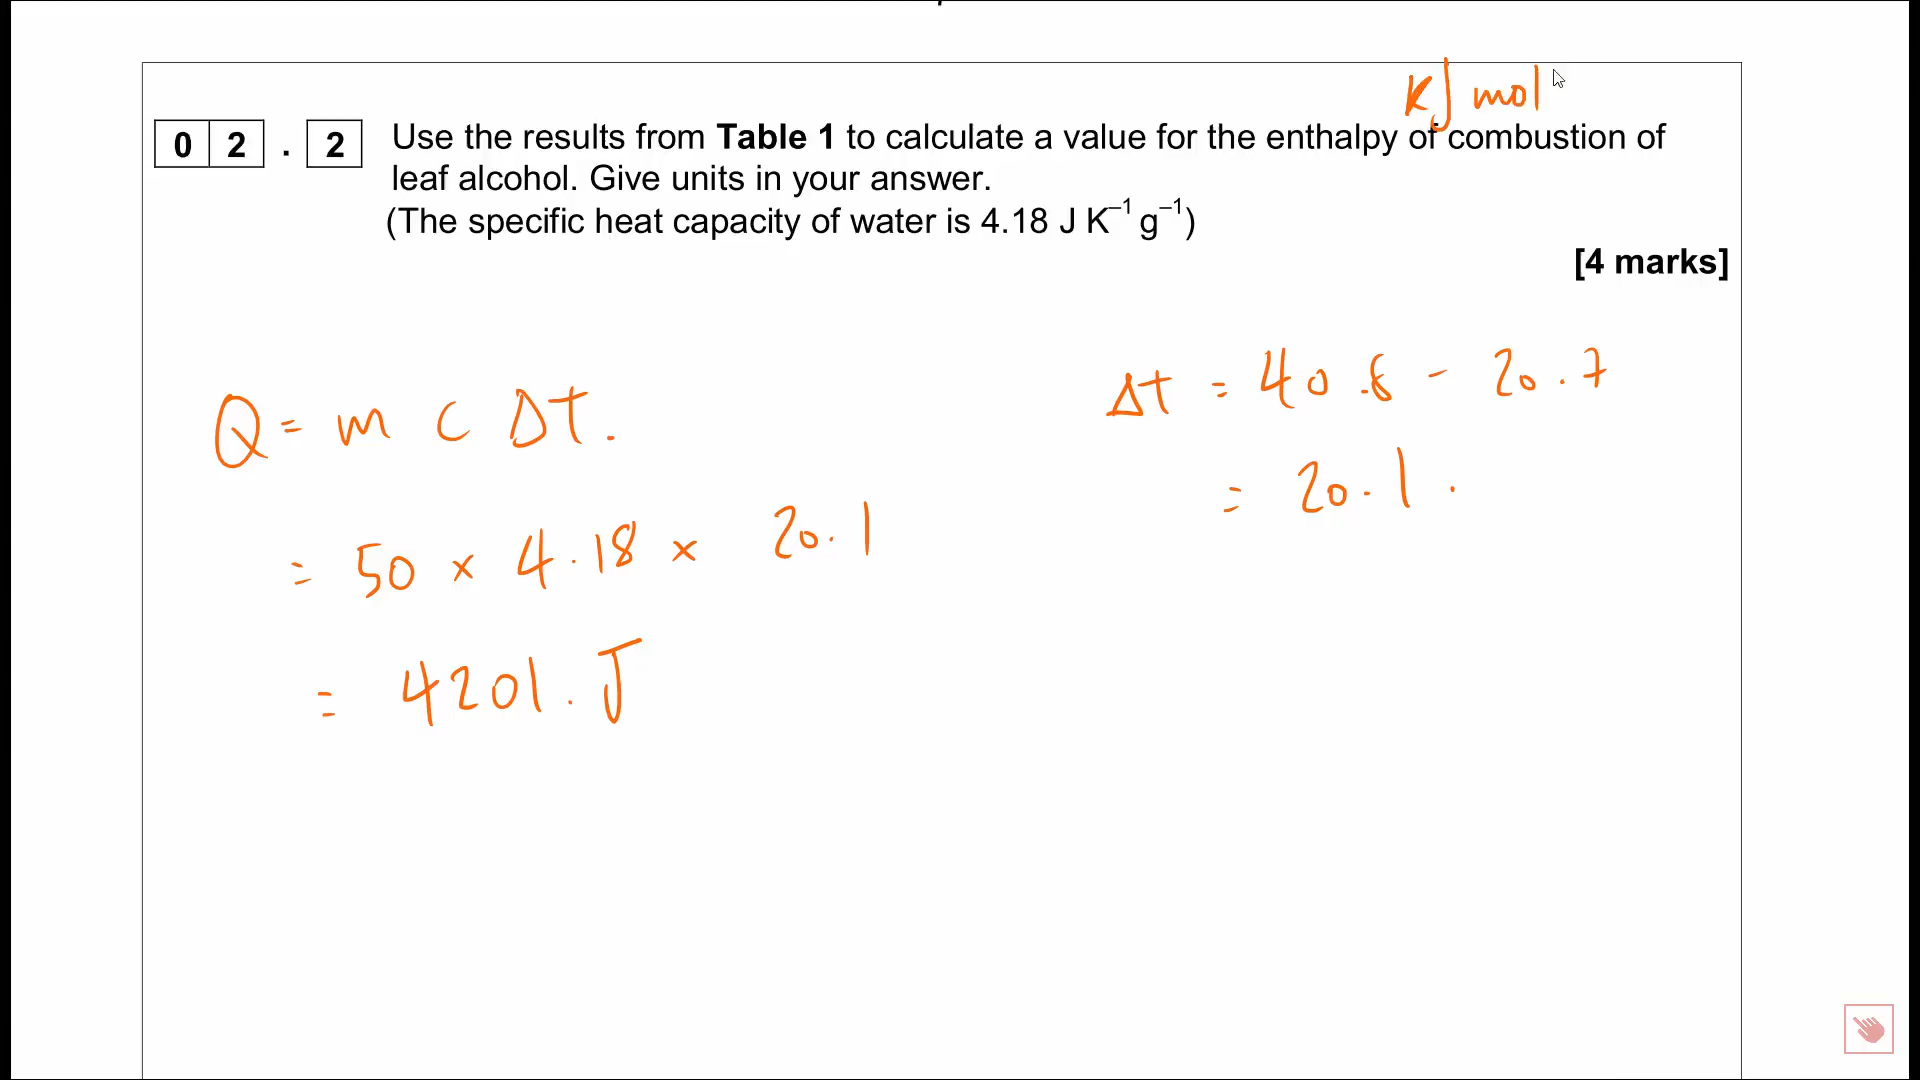 KJ mol
02.2 Use the results from Table 1 to calculate a value for the enthalpy of combustion of
leaf alcohol. Give units in your answer.
(The specific heat capacity of water is 4.18 J K⁻¹ g⁻¹)
[4 marks]
Q = m c Δt.
Δt = 40.8 - 20.7
= 20.1.
= 50 × 4.18 × 20.1
= 4201. J